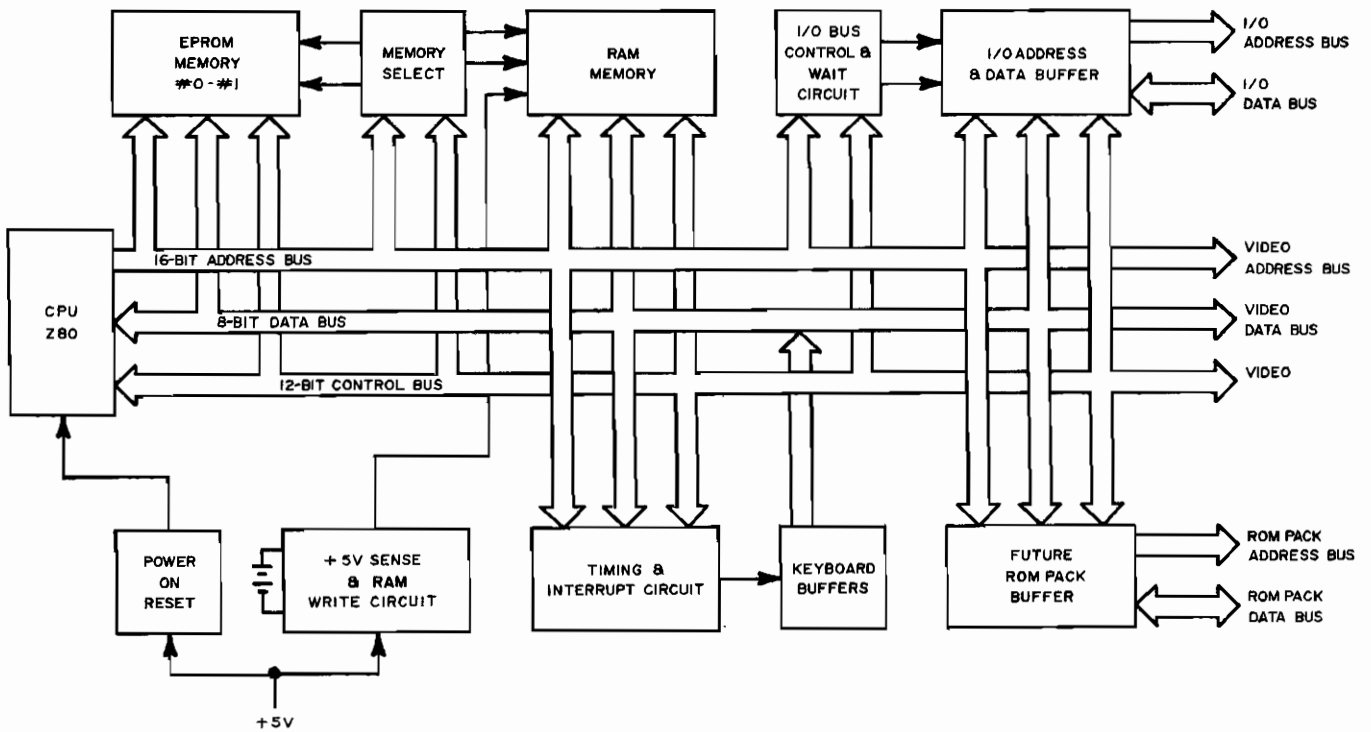 EPROM
MEMORY
#0-#1
MEMORY
SELECT
RAM
MEMORY
I/O BUS
CONTROL &
WAIT
CIRCUIT
I/O ADDRESS
& DATA BUFFER
I/O
ADDRESS BUS
I/O
DATA BUS
CPU
Z80
16-BIT ADDRESS BUS
8-BIT DATA BUS
12-BIT CONTROL BUS
VIDEO
ADDRESS BUS
VIDEO
DATA BUS
VIDEO
POWER
ON
RESET
+5V SENSE
& RAM
WRITE CIRCUIT
TIMING &
INTERRUPT CIRCUIT
KEYBOARD
BUFFERS
FUTURE
ROM PACK
BUFFER
ROM PACK
ADDRESS BUS
ROM PACK
DATA BUS
+5V